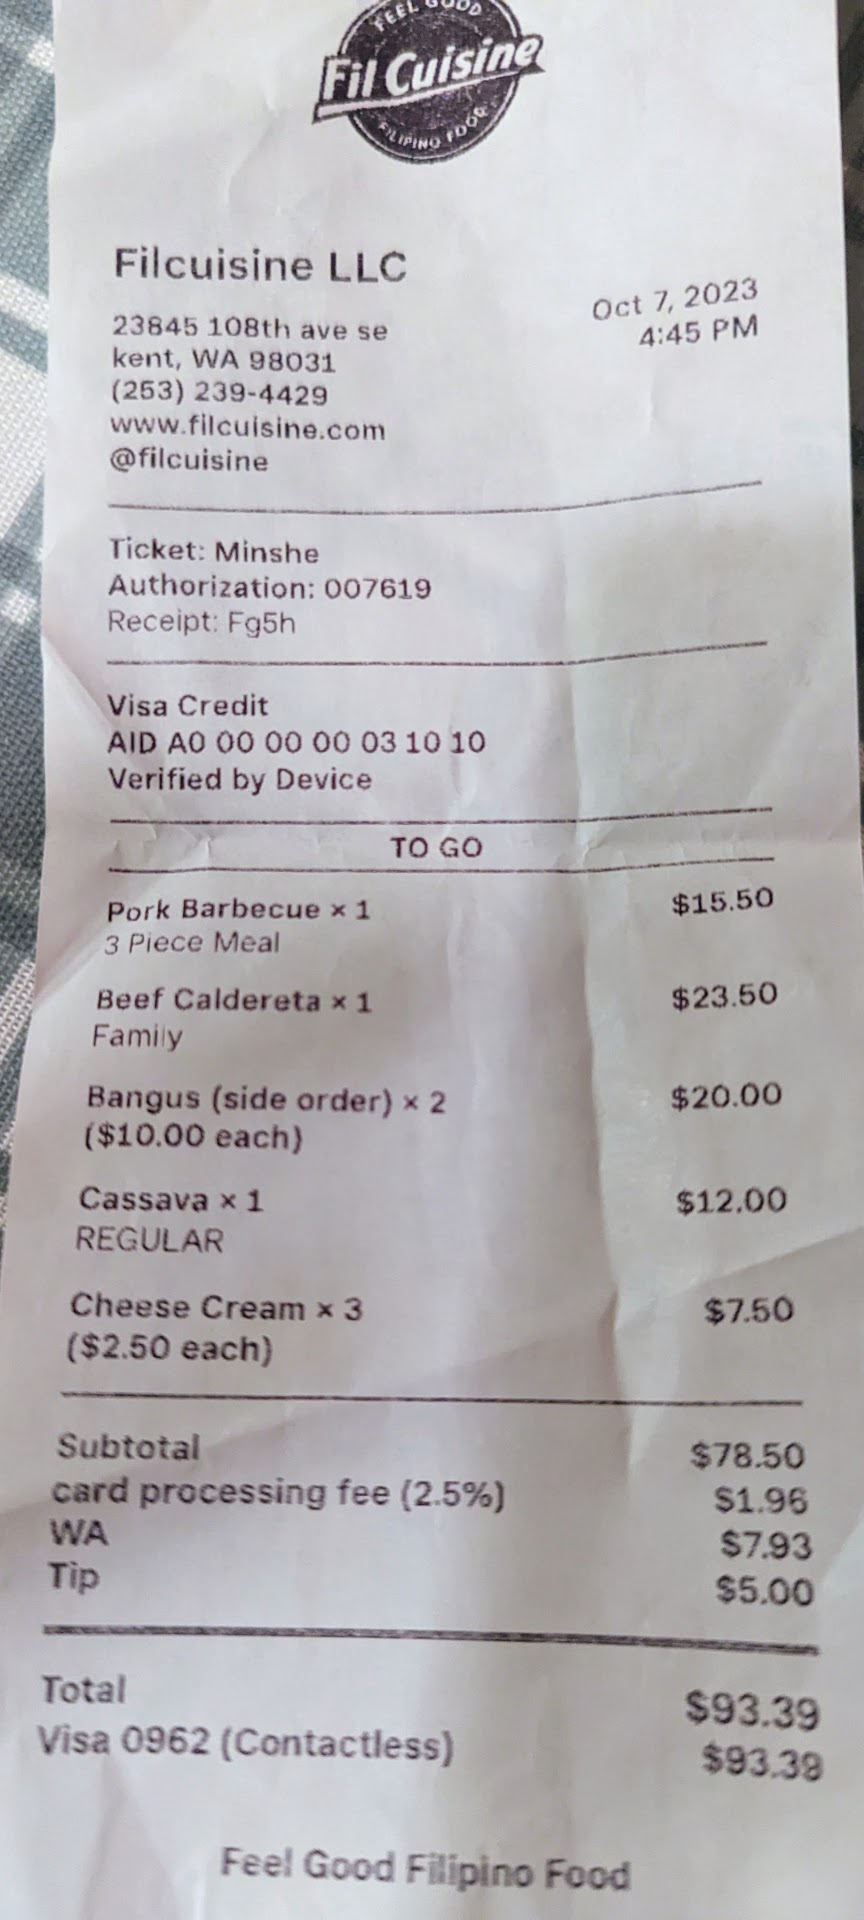 FEEL GOOD
Fil Cuisine
FILIPINO FOOD
Filcuisine LLC
Oct 7, 2023
4:45 PM
23845 108th ave se
kent, WA 98031
(253) 239-4429
www.filcuisine.com
@filcuisine
Ticket: Minshe
Authorization: 007619
Receipt: Fg5h
Visa Credit
AID A0 00 00 00 03 10 10
Verified by Device
TO GO
Pork Barbecue × 1 $15.50
3 Piece Meal
Beef Caldereta × 1 $23.50
Family
Bangus (side order) × 2 $20.00
($10.00 each)
Cassava × 1 $12.00
REGULAR
Cheese Cream × 3 $7.50
($2.50 each)
Subtotal $78.50
card processing fee (2.5%) $1.96
WA $7.93
Tip $5.00
Total $93.39
Visa 0962 (Contactless) $93.39
Feel Good Filipino Food